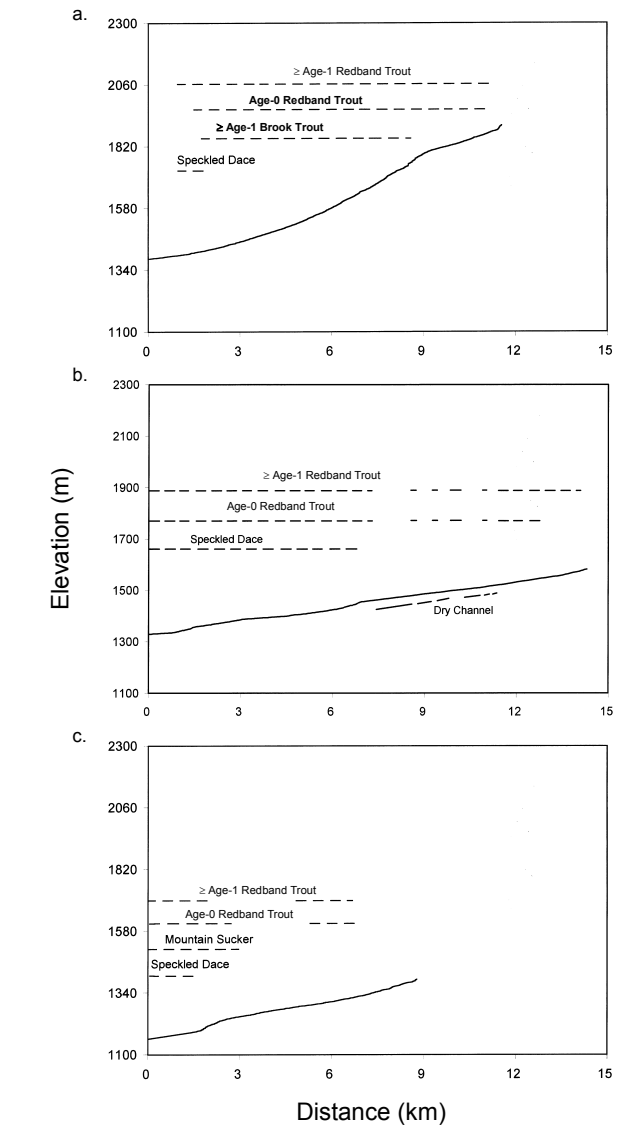 a.
2300
≥ Age-1 Redband Trout
2060
Age-0 Redband Trout
≥ Age-1 Brook Trout
1820
Speckled Dace
1580
1340
1100
0 3 6 9 12 15
b.
2300
2100
1900
≥ Age-1 Redband Trout
Age-0 Redband Trout
1700
Speckled Dace
1500
Dry Channel
1300
1100
0 3 6 9 12 15
Elevation (m)
c.
2300
2060
1820
≥ Age-1 Redband Trout
Age-0 Redband Trout
1580
Mountain Sucker
Speckled Dace
1340
1100
0 3 6 9 12 15
Distance (km)